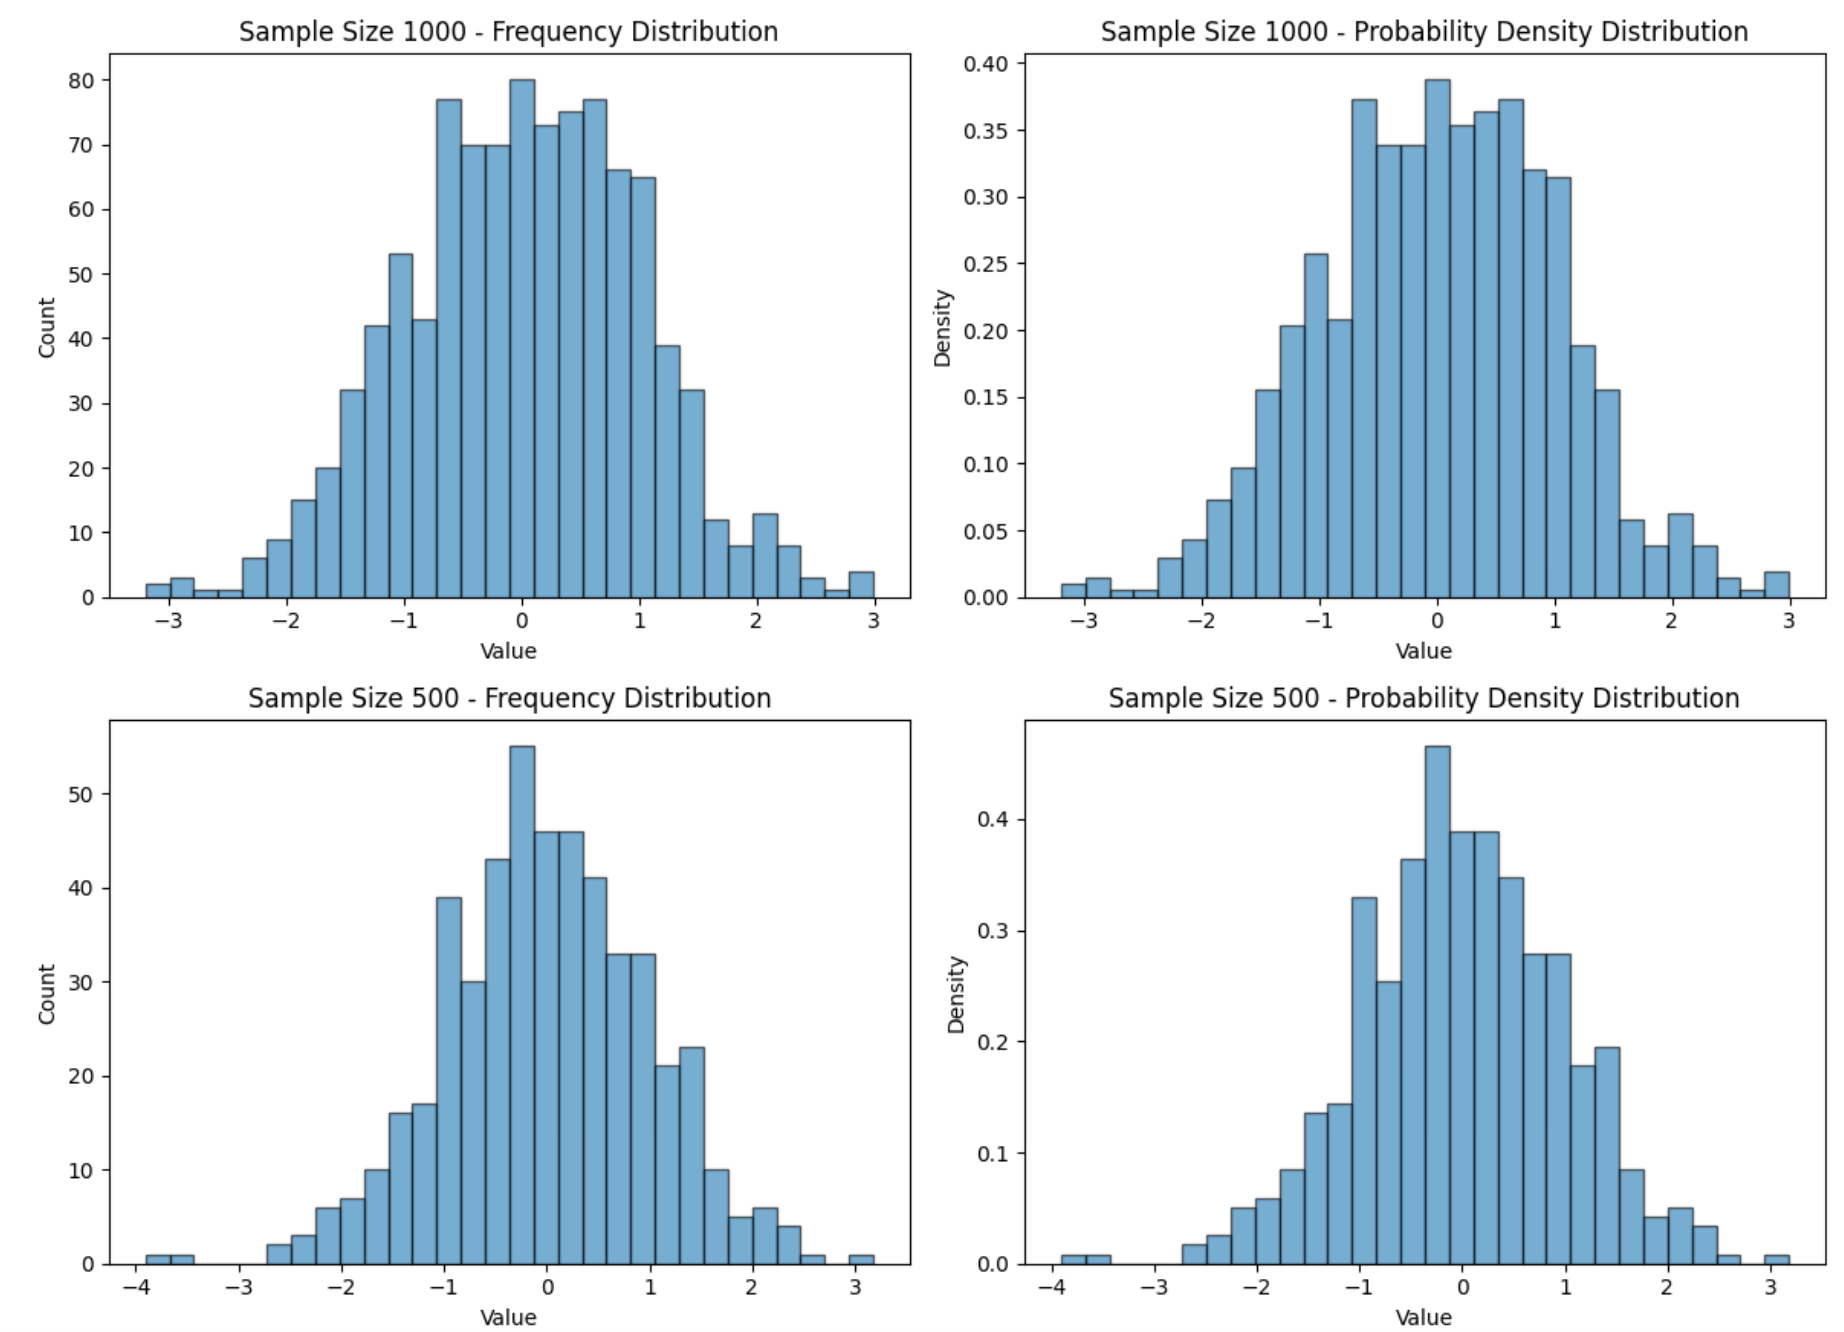 Sample Size 1000 - Frequency Distribution
80
70
60
50
40
30
20
10
0
Count
−3 −2 −1 0 1 2 3
Value
Sample Size 1000 - Probability Density Distribution
0.40
0.35
0.30
0.25
0.20
0.15
0.10
0.05
0.00
Density
−3 −2 −1 0 1 2 3
Value
Sample Size 500 - Frequency Distribution
50
40
30
20
10
0
Count
−4 −3 −2 −1 0 1 2 3
Value
Sample Size 500 - Probability Density Distribution
0.4
0.3
0.2
0.1
0.0
Density
−4 −3 −2 −1 0 1 2 3
Value